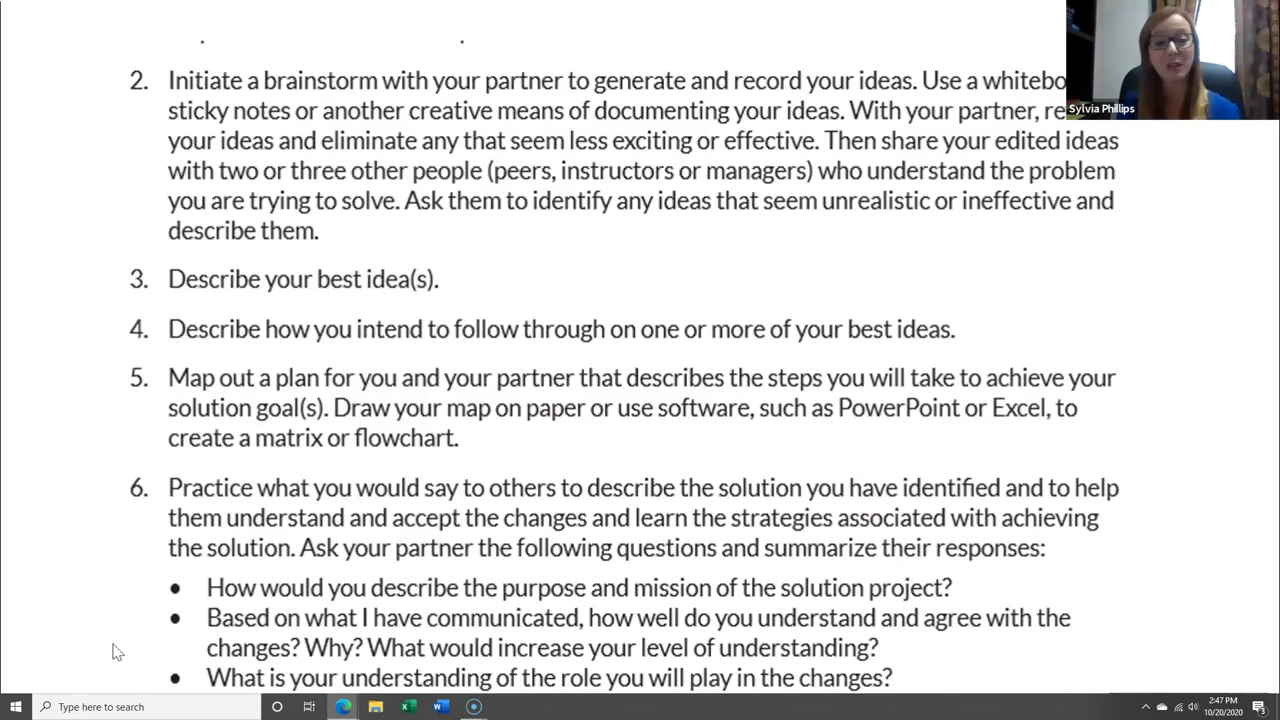 2. Initiate a brainstorm with your partner to generate and record your ideas. Use a
sticky notes or another creative means of documenting your ideas. With your partner,
your ideas and eliminate any that seem less exciting or effective. Then share your edited ideas
with two or three other people (peers, instructors or managers) who understand the problem
you are trying to solve. Ask them to identify any ideas that seem unrealistic or ineffective and
describe them.
3. Describe your best idea(s).
4. Describe how you intend to follow through on one or more of your best ideas.
5. Map out a plan for you and your partner that describes the steps you will take to achieve your
solution goal(s). Draw your map on paper or use software, such as PowerPoint or Excel, to
create a matrix or flowchart.
6. Practice what you would say to others to describe the solution you have identified and to help
them understand and accept the changes and learn the strategies associated with achieving
the solution. Ask your partner the following questions and summarize their responses:
• How would you describe the purpose and mission of the solution project?
• Based on what I have communicated, how well do you understand and agree with the
changes? Why? What would increase your level of understanding?
• What is your understanding of the role you will play in the changes?
Sylvia Phillips
Type here to search
2:47 PM
10/20/2020
3